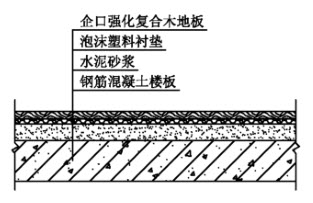 企口强化复合木地板
泡沫塑料衬垫
水泥砂浆
钢筋混凝土楼板